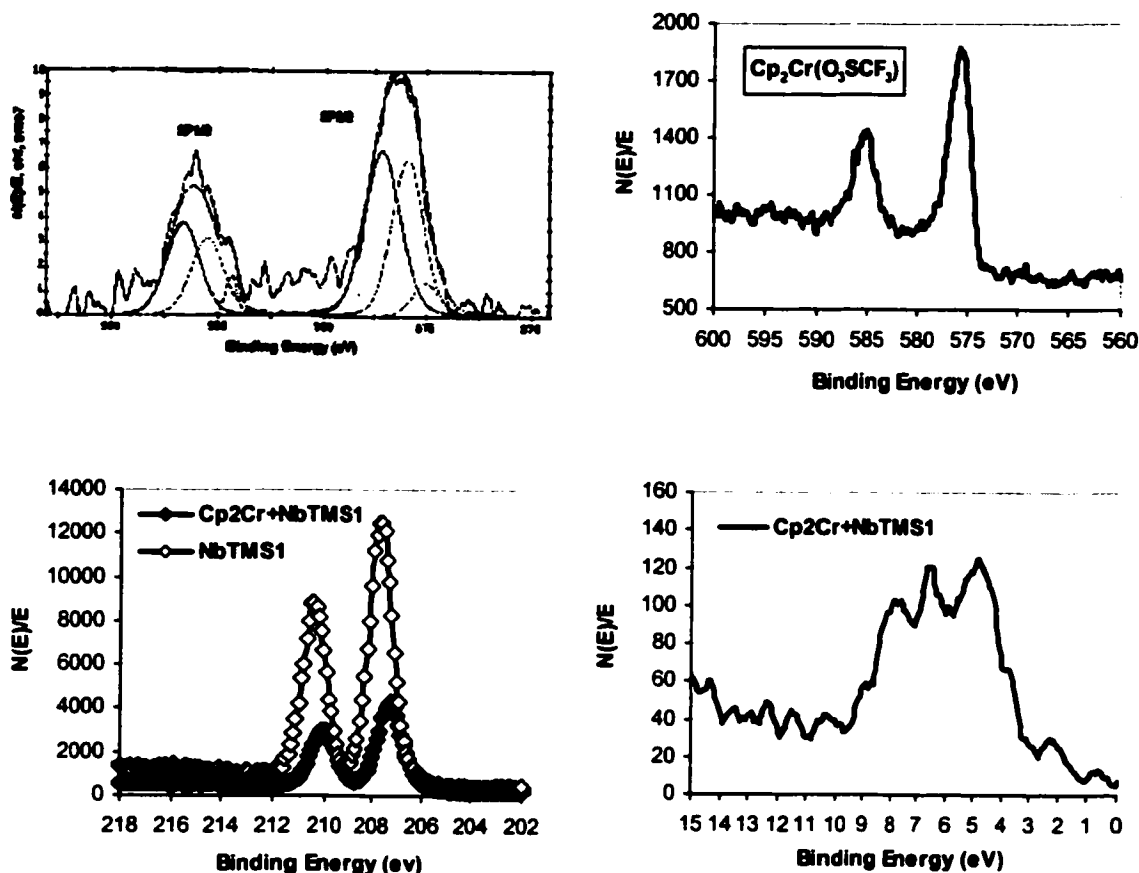 10
Binding Energy (eV)
2000
1700
1400
1100
800
500
N(E)/E
Cp₂Cr(O₃SCF₃)
600 595 590 585 580 575 570 565 560
Binding Energy (eV)
14000
12000
10000
8000
6000
4000
2000
0
N(E)/E
Cp2Cr+NbTMS1
NbTMS1
218 216 214 212 210 208 206 204 202
Binding Energy (ev)
160
140
120
100
80
60
40
20
0
N(E)/E
Cp2Cr+NbTMS1
15 14 13 12 11 10 9 8 7 6 5 4 3 2 1 0
Binding Energy (eV)